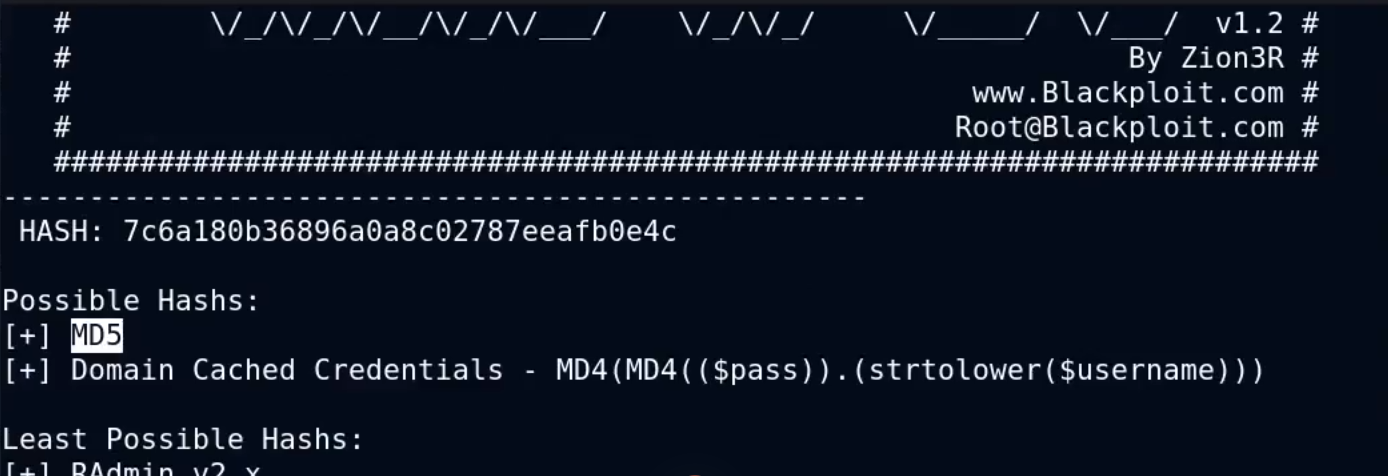 #        \/_/\/_/\/__/\/_/\/___/    \/_/\/_/     \/_____/  \/___/  v1.2 #
#                                                             By Zion3R #
#                                                    www.Blackploit.com #
#                                                   Root@Blackploit.com #
#########################################################################
--------------------------------------------------
HASH: 7c6a180b36896a0a8c02787eeafb0e4c
Possible Hashs:
[+] MD5
[+] Domain Cached Credentials - MD4(MD4(($pass)).(strtolower($username)))
Least Possible Hashs:
[+] RAdmin v2.x